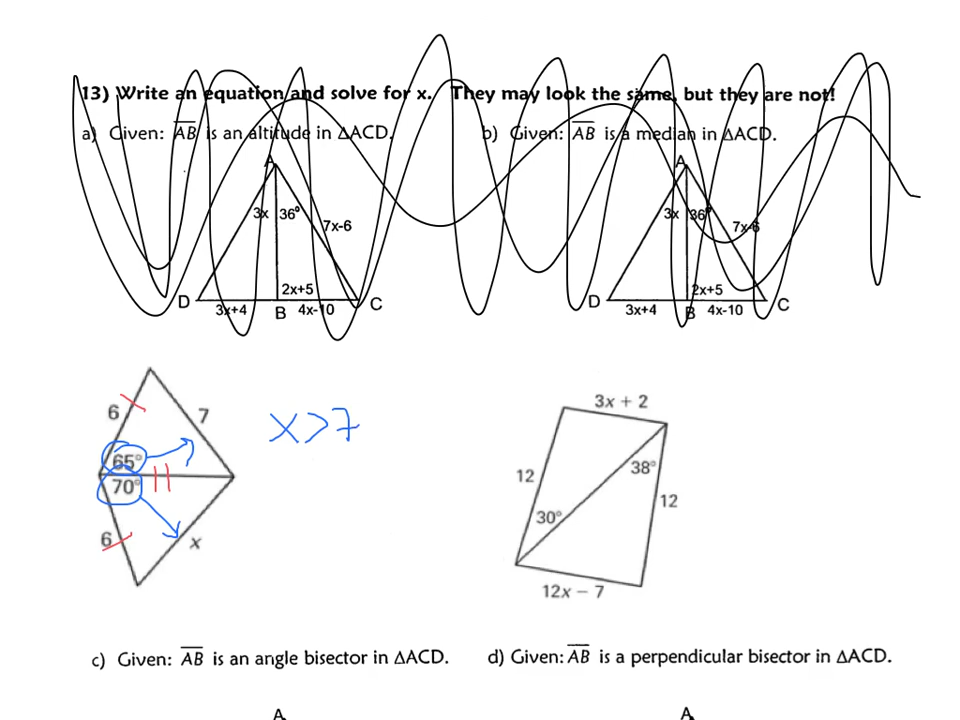 13) Write an equation and solve for x. They may look the same, but they are not!
a) Given: AB is an altitude in ΔACD.
b) Given: AB is a median in ΔACD.
A
3x 36° 7x-6
2x+5
D 3x+4 B 4x-10 C
A
3x 36° 7x-6
2x+5
D 3x+4 B 4x-10 C
6 7
65°
70°
6 x
x>7
3x + 2
38°
12 12
30°
12x – 7
c) Given: AB is an angle bisector in ΔACD.
d) Given: AB is a perpendicular bisector in ΔACD.
A
A